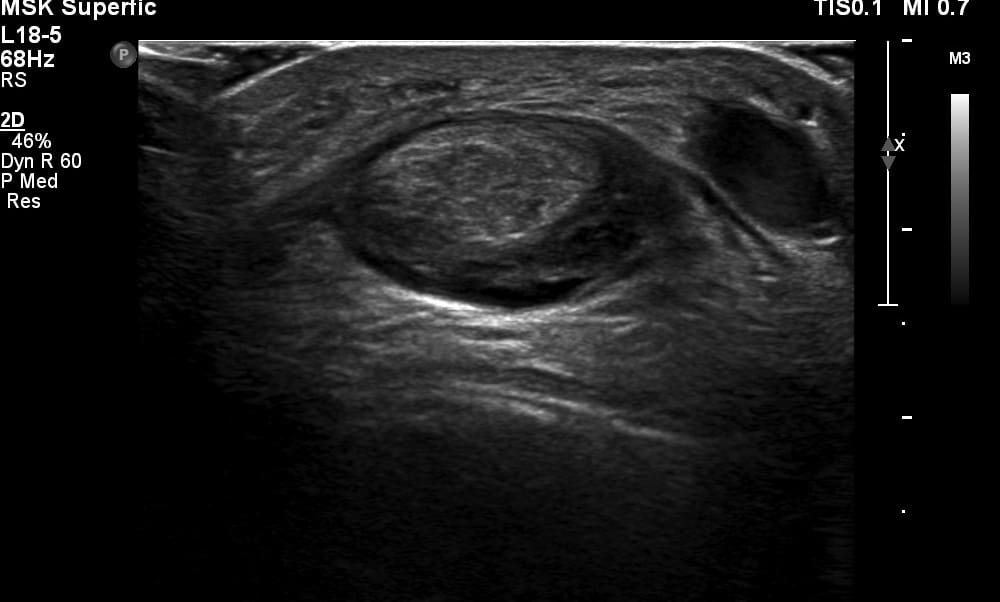 MSK Superfic
TIS0.1 MI 0.7
L18-5
68Hz
RS
P
M3
2D
46%
Dyn R 60
P Med
Res
X